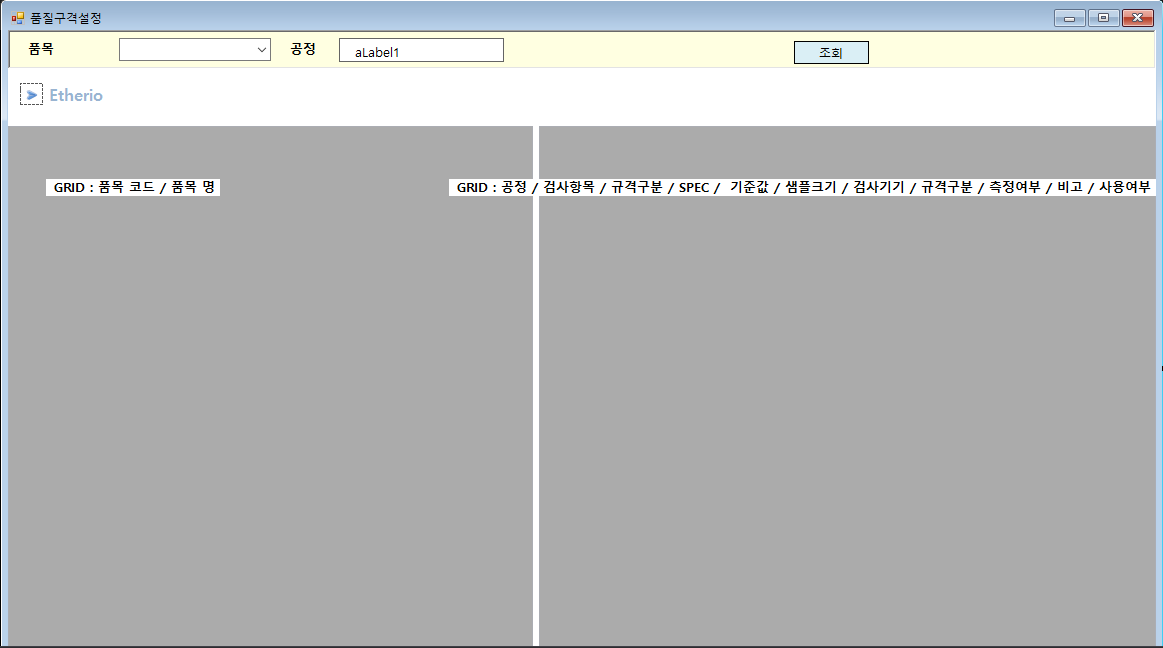 품질구격설정
품목 공정 aLabel1 조회
Etherio
GRID : 품목 코드 / 품목 명
GRID : 공정 / 검사항목 / 규격구분 / SPEC / 기준값 / 샘플크기 / 검사기기 / 규격구분 / 측정여부 / 비고 / 사용여부